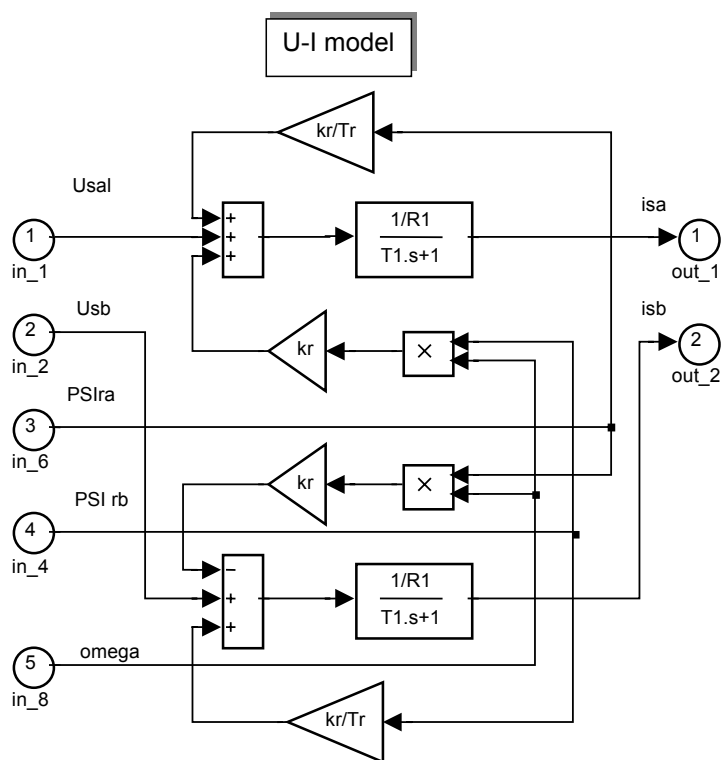 U-I model
kr/Tr
Usal
+
+
+
1/R1
T1.s+1
isa
1
in_1
1
out_1
Usb
kr
×
isb
2
in_2
2
out_2
PSIra
3
in_6
kr
×
PSI rb
4
in_4
−
+
+
1/R1
T1.s+1
omega
5
in_8
kr/Tr